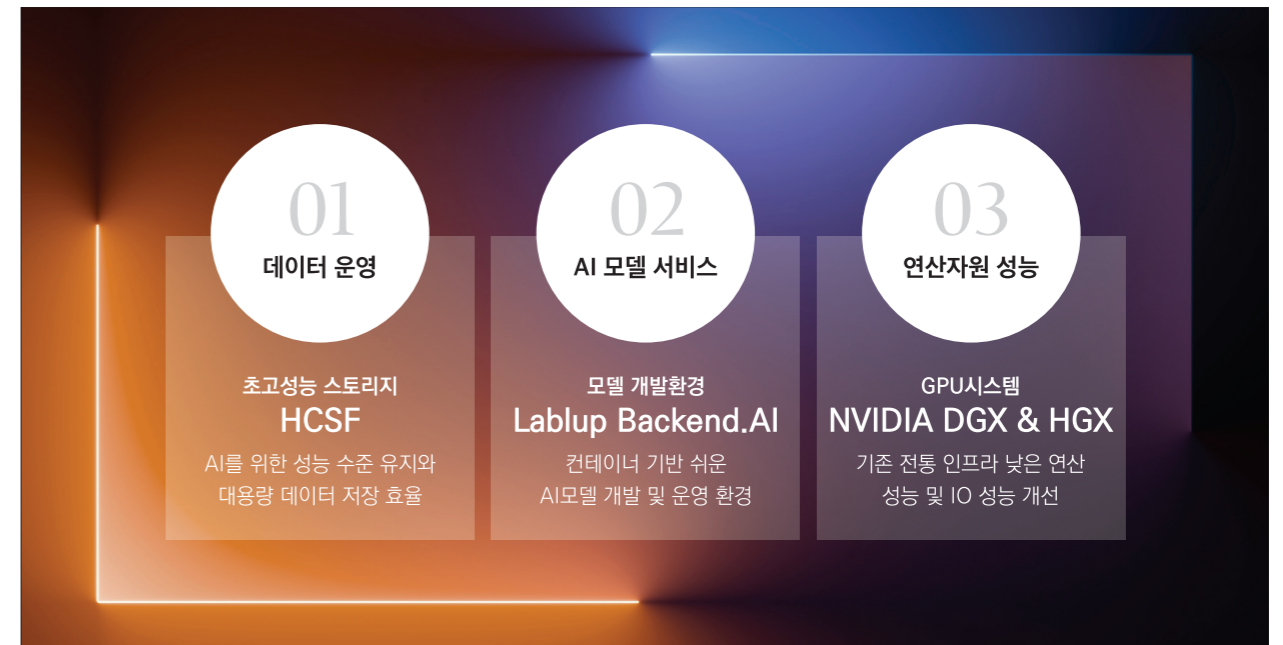 01
데이터 운영
초고성능 스토리지
HCSF
AI를 위한 성능 수준 유지와
대용량 데이터 저장 효율
02
AI 모델 서비스
모델 개발환경
Lablup Backend.AI
컨테이너 기반 쉬운
AI모델 개발 및 운영 환경
03
연산자원 성능
GPU시스템
NVIDIA DGX & HGX
기존 전통 인프라 낮은 연산
성능 및 IO 성능 개선